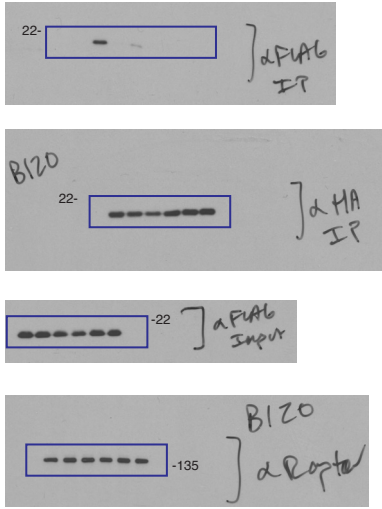 22-
αFLAG
IP
B120
22-
αHA
IP
-22
αFLAG
Input
B120
-135
αRaptor